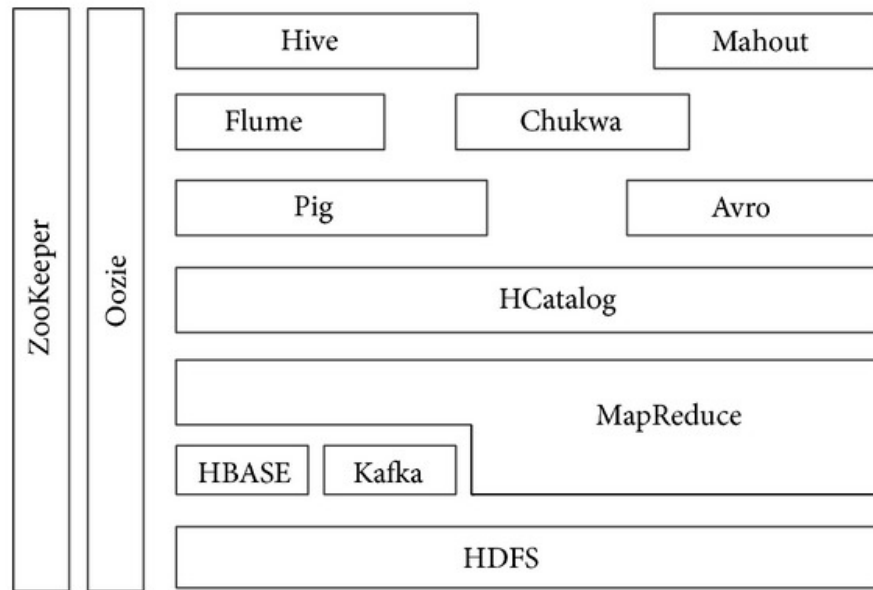 ZooKeeper
Oozie
Hive
Mahout
Flume
Chukwa
Pig
Avro
HCatalog
MapReduce
HBASE
Kafka
HDFS